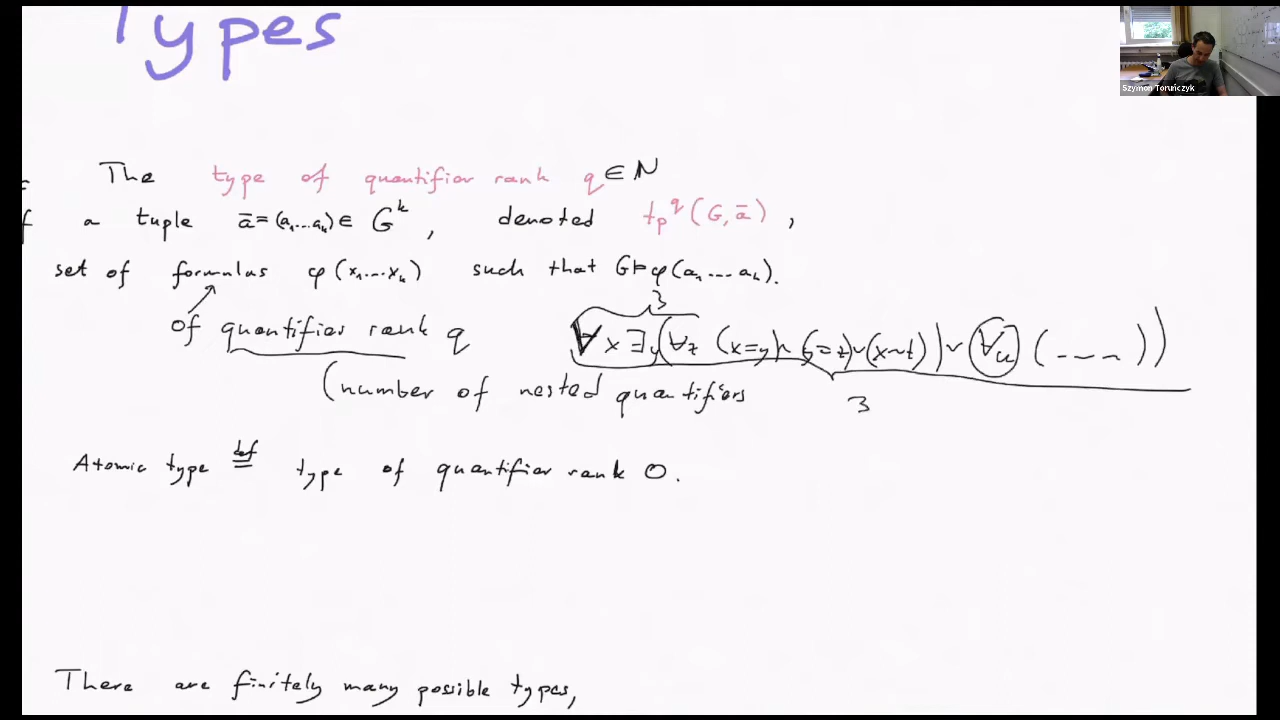 Types
Szymon Toruńczyk
The type of quantifier rank q ∈ N
f a tuple ā = (a₁...aₖ) ∈ Gᵏ, denoted tp^q(G, ā),
set of formulas φ(x₁...xₖ) such that G ⊨ φ(a₁...aₖ).
3
of quantifier rank q ∀x ∃y (∀z (x=y) ∧ (y=z) ∨ (x~t)) ∨ (∀u (---))
(number of nested quantifiers 3
Atomic type def= type of quantifier rank 0.
There are finitely many possible types,